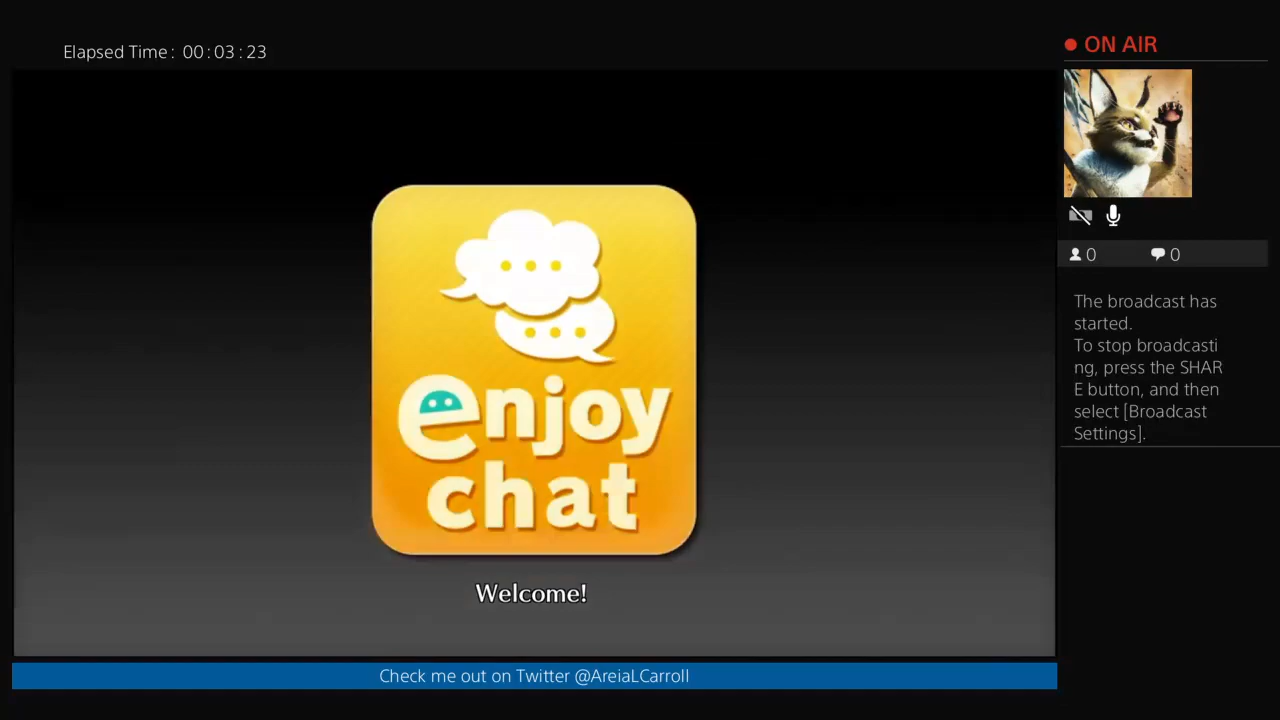 Elapsed Time: 00:03:23
ON AIR
0 0
The broadcast has
started.
To stop broadcasti
ng, press the SHAR
E button, and then
select [Broadcast
Settings].
enjoy
chat
Welcome!
Check me out on Twitter @AreiaLCarroll